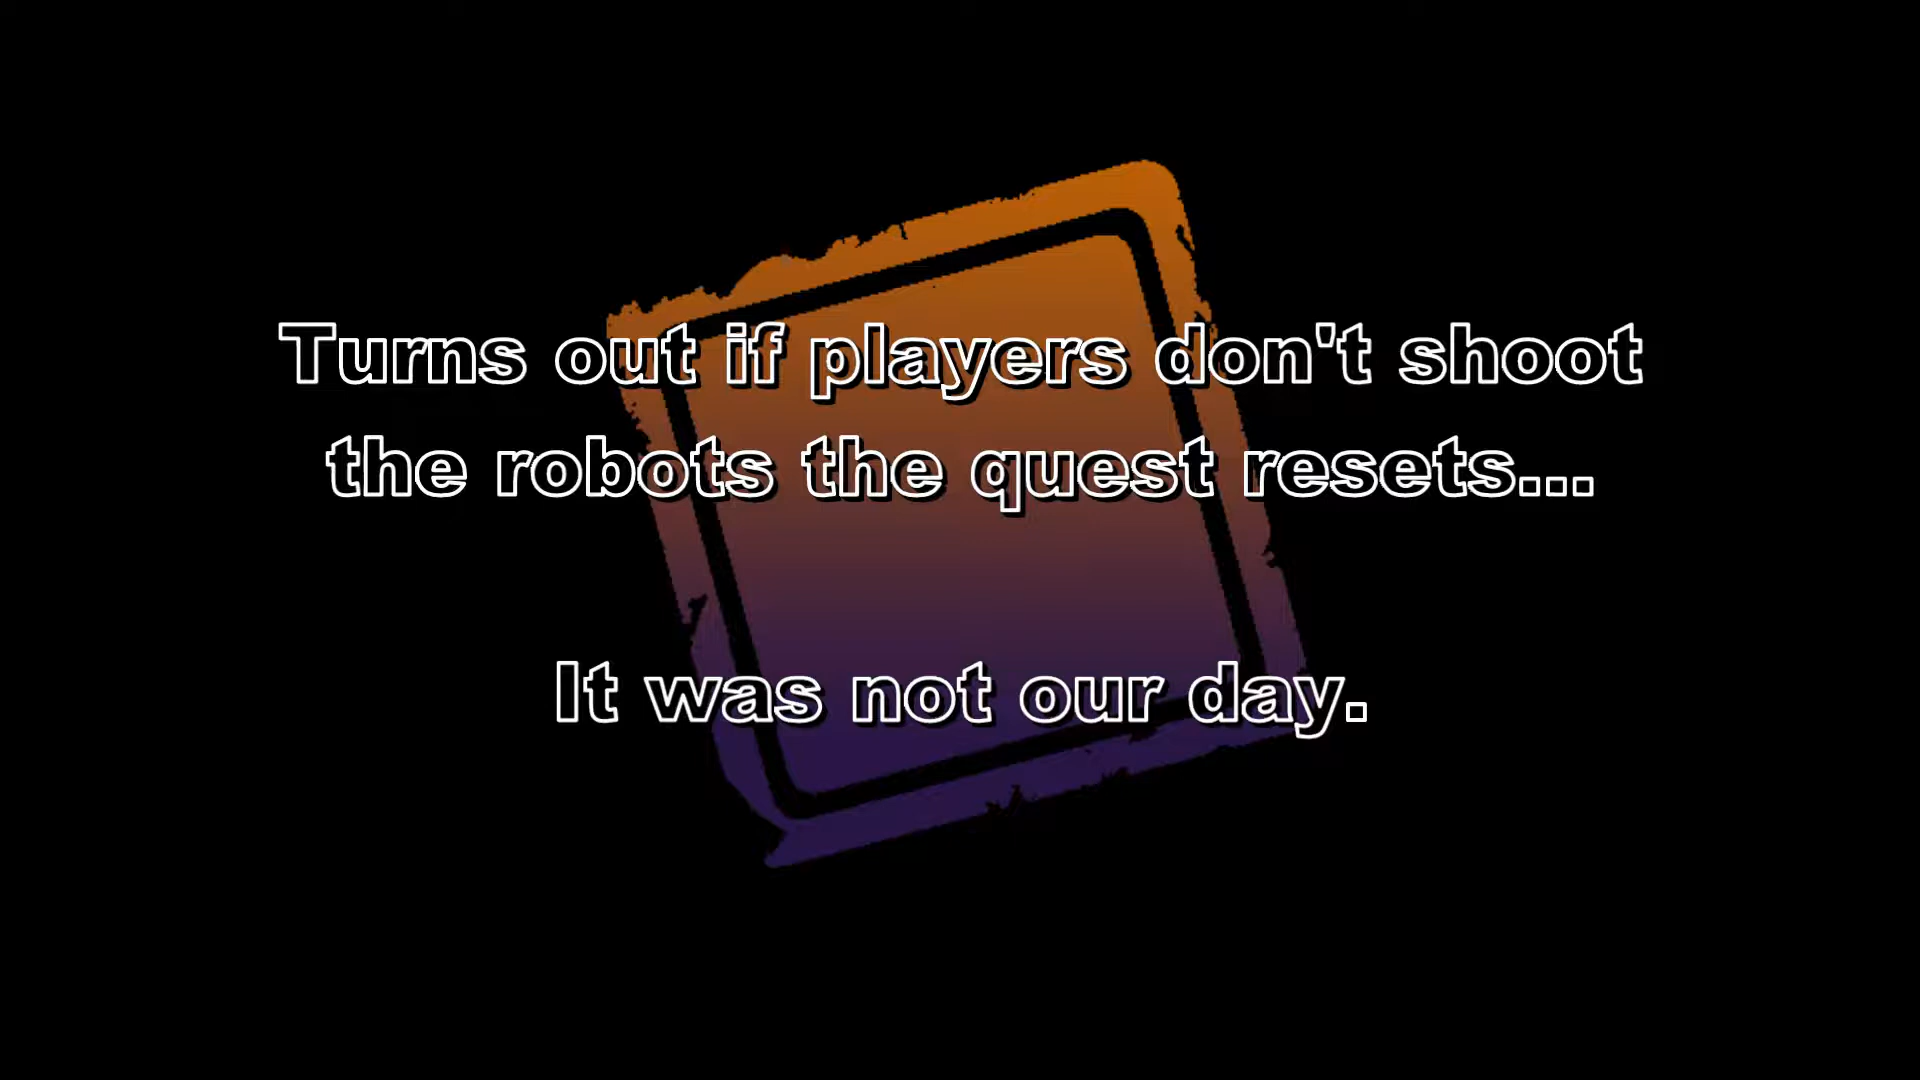 Turns out if players don't shoot
the robots the quest resets...
It was not our day.